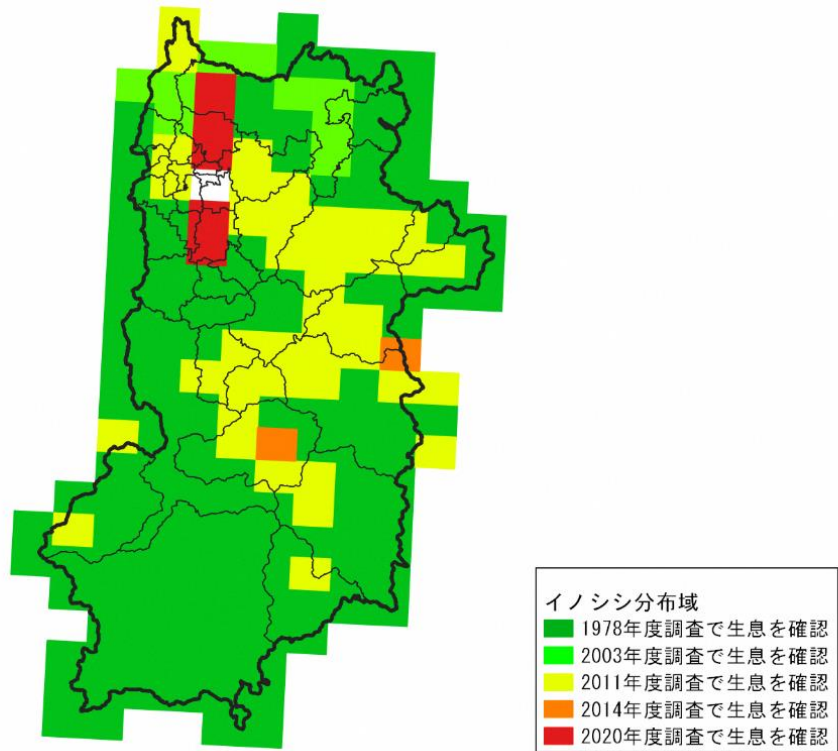 イノシシ分布域
1978年度調査で生息を確認
2003年度調査で生息を確認
2011年度調査で生息を確認
2014年度調査で生息を確認
2020年度調査で生息を確認